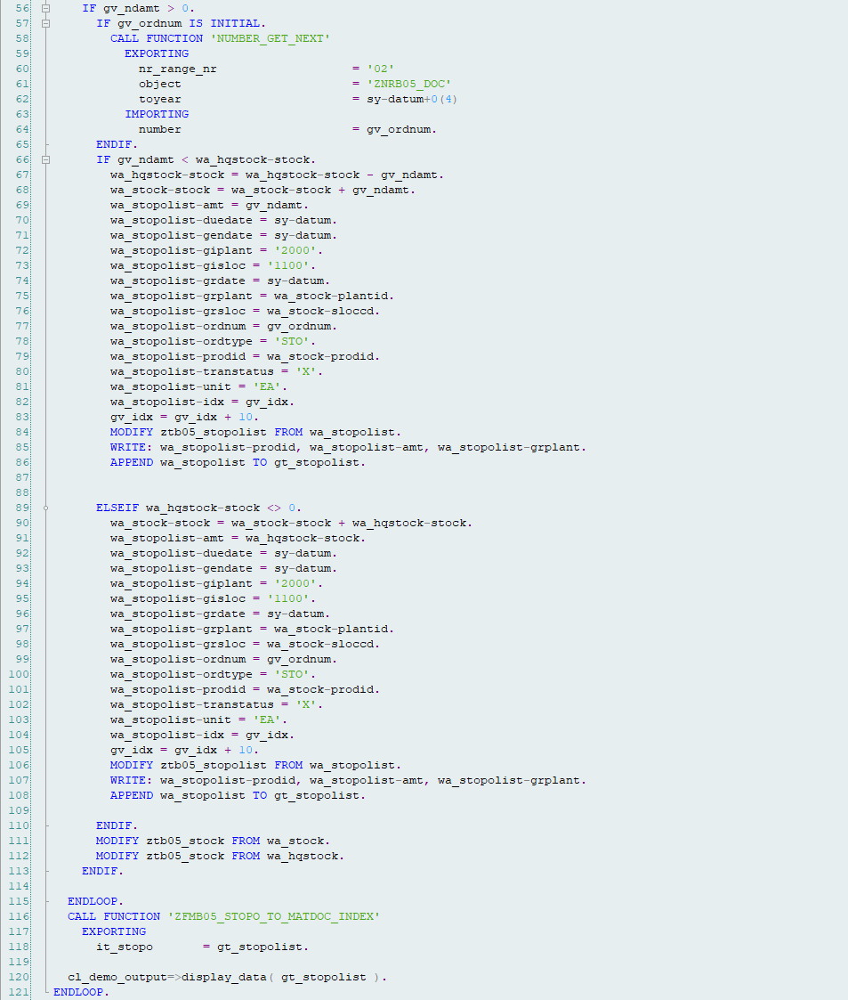 56 IF gv_ndamt > 0.
57 IF gv_ordnum IS INITIAL.
58 CALL FUNCTION 'NUMBER_GET_NEXT'
59 EXPORTING
60 nr_range_nr = '02'
61 object = 'ZNRB05_DOC'
62 toyear = sy-datum+0(4)
63 IMPORTING
64 number = gv_ordnum.
65 ENDIF.
66 IF gv_ndamt < wa_hqstock-stock.
67 wa_hqstock-stock = wa_hqstock-stock - gv_ndamt.
68 wa_stock-stock = wa_stock-stock + gv_ndamt.
69 wa_stopolist-amt = gv_ndamt.
70 wa_stopolist-duedate = sy-datum.
71 wa_stopolist-gendate = sy-datum.
72 wa_stopolist-giplant = '2000'.
73 wa_stopolist-gisloc = '1100'.
74 wa_stopolist-grdate = sy-datum.
75 wa_stopolist-grplant = wa_stock-plantid.
76 wa_stopolist-grsloc = wa_stock-sloccd.
77 wa_stopolist-ordnum = gv_ordnum.
78 wa_stopolist-ordtype = 'STO'.
79 wa_stopolist-prodid = wa_stock-prodid.
80 wa_stopolist-transtatus = 'X'.
81 wa_stopolist-unit = 'EA'.
82 wa_stopolist-idx = gv_idx.
83 gv_idx = gv_idx + 10.
84 MODIFY ztb05_stopolist FROM wa_stopolist.
85 WRITE: wa_stopolist-prodid, wa_stopolist-amt, wa_stopolist-grplant.
86 APPEND wa_stopolist TO gt_stopolist.
87
88
89 ELSEIF wa_hqstock-stock <> 0.
90 wa_stock-stock = wa_stock-stock + wa_hqstock-stock.
91 wa_stopolist-amt = wa_hqstock-stock.
92 wa_stopolist-duedate = sy-datum.
93 wa_stopolist-gendate = sy-datum.
94 wa_stopolist-giplant = '2000'.
95 wa_stopolist-gisloc = '1100'.
96 wa_stopolist-grdate = sy-datum.
97 wa_stopolist-grplant = wa_stock-plantid.
98 wa_stopolist-grsloc = wa_stock-sloccd.
99 wa_stopolist-ordnum = gv_ordnum.
100 wa_stopolist-ordtype = 'STO'.
101 wa_stopolist-prodid = wa_stock-prodid.
102 wa_stopolist-transtatus = 'X'.
103 wa_stopolist-unit = 'EA'.
104 wa_stopolist-idx = gv_idx.
105 gv_idx = gv_idx + 10.
106 MODIFY ztb05_stopolist FROM wa_stopolist.
107 WRITE: wa_stopolist-prodid, wa_stopolist-amt, wa_stopolist-grplant.
108 APPEND wa_stopolist TO gt_stopolist.
109
110 ENDIF.
111 MODIFY ztb05_stock FROM wa_stock.
112 MODIFY ztb05_stock FROM wa_hqstock.
113 ENDIF.
114
115 ENDLOOP.
116 CALL FUNCTION 'ZFMB05_STOPO_TO_MATDOC_INDEX'
117 EXPORTING
118 it_stopo = gt_stopolist.
119
120 cl_demo_output=>display_data( gt_stopolist ).
121 ENDLOOP.